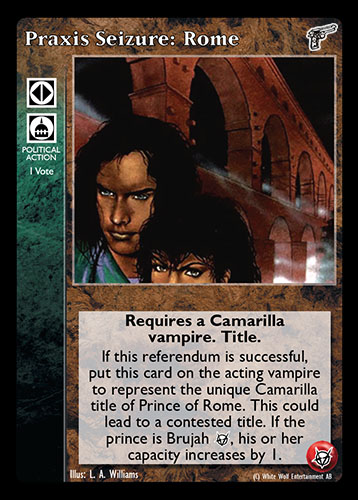 Praxis Seizure: Rome
POLITICAL
ACTION
1 Vote
Requires a Camarilla
vampire. Title.
If this referendum is successful,
put this card on the acting vampire
to represent the unique Camarilla
title of Prince of Rome. This could
lead to a contested title. If the
prince is Brujah , his or her
capacity increases by 1.
Illus: L. A. Williams
(C) White Wolf Entertainment AB